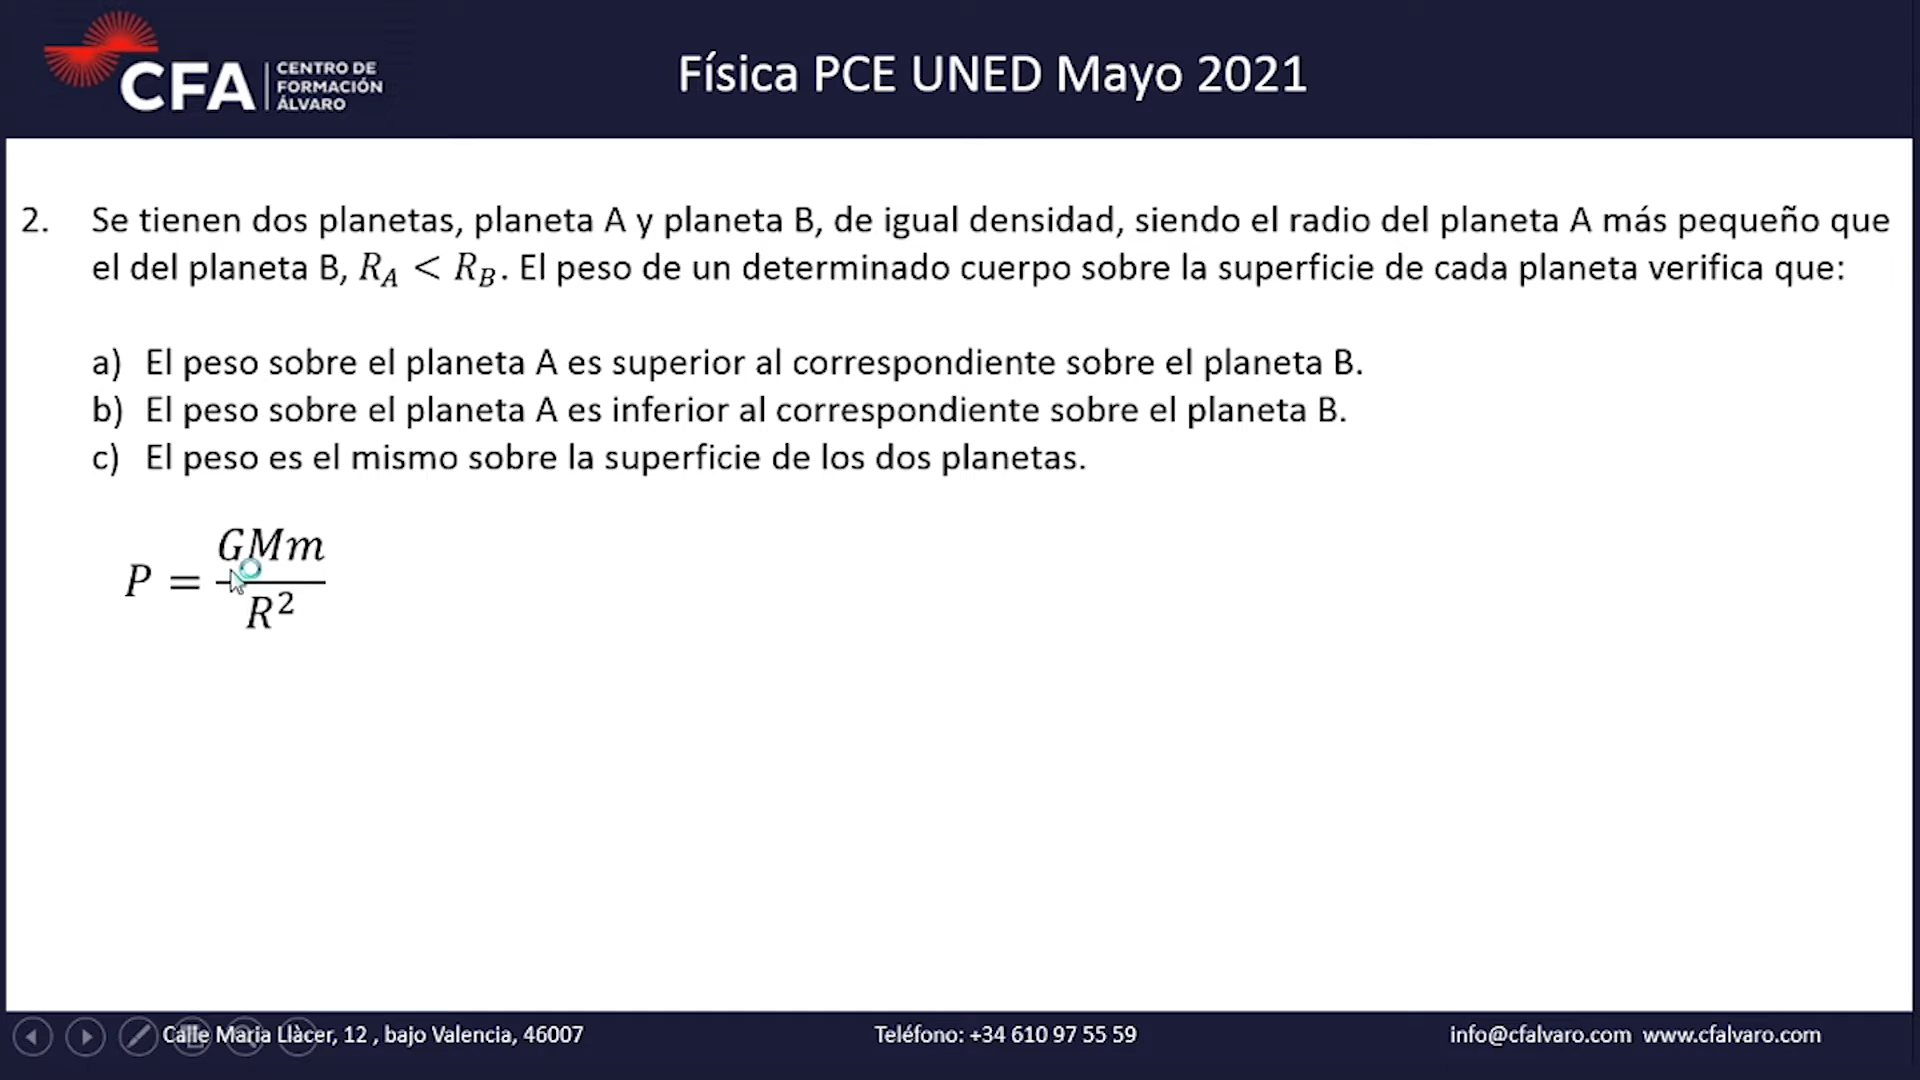 CFA
CENTRO DE
FORMACIÓN
ÁLVARO
Física PCE UNED Mayo 2021
2. Se tienen dos planetas, planeta A y planeta B, de igual densidad, siendo el radio del planeta A más pequeño que
el del planeta B, R_A < R_B. El peso de un determinado cuerpo sobre la superficie de cada planeta verifica que:
a) El peso sobre el planeta A es superior al correspondiente sobre el planeta B.
b) El peso sobre el planeta A es inferior al correspondiente sobre el planeta B.
c) El peso es el mismo sobre la superficie de los dos planetas.
P = GMm / R²
Calle Maria Llàcer, 12 , bajo Valencia, 46007
Teléfono: +34 610 97 55 59
info@cfalvaro.com www.cfalvaro.com